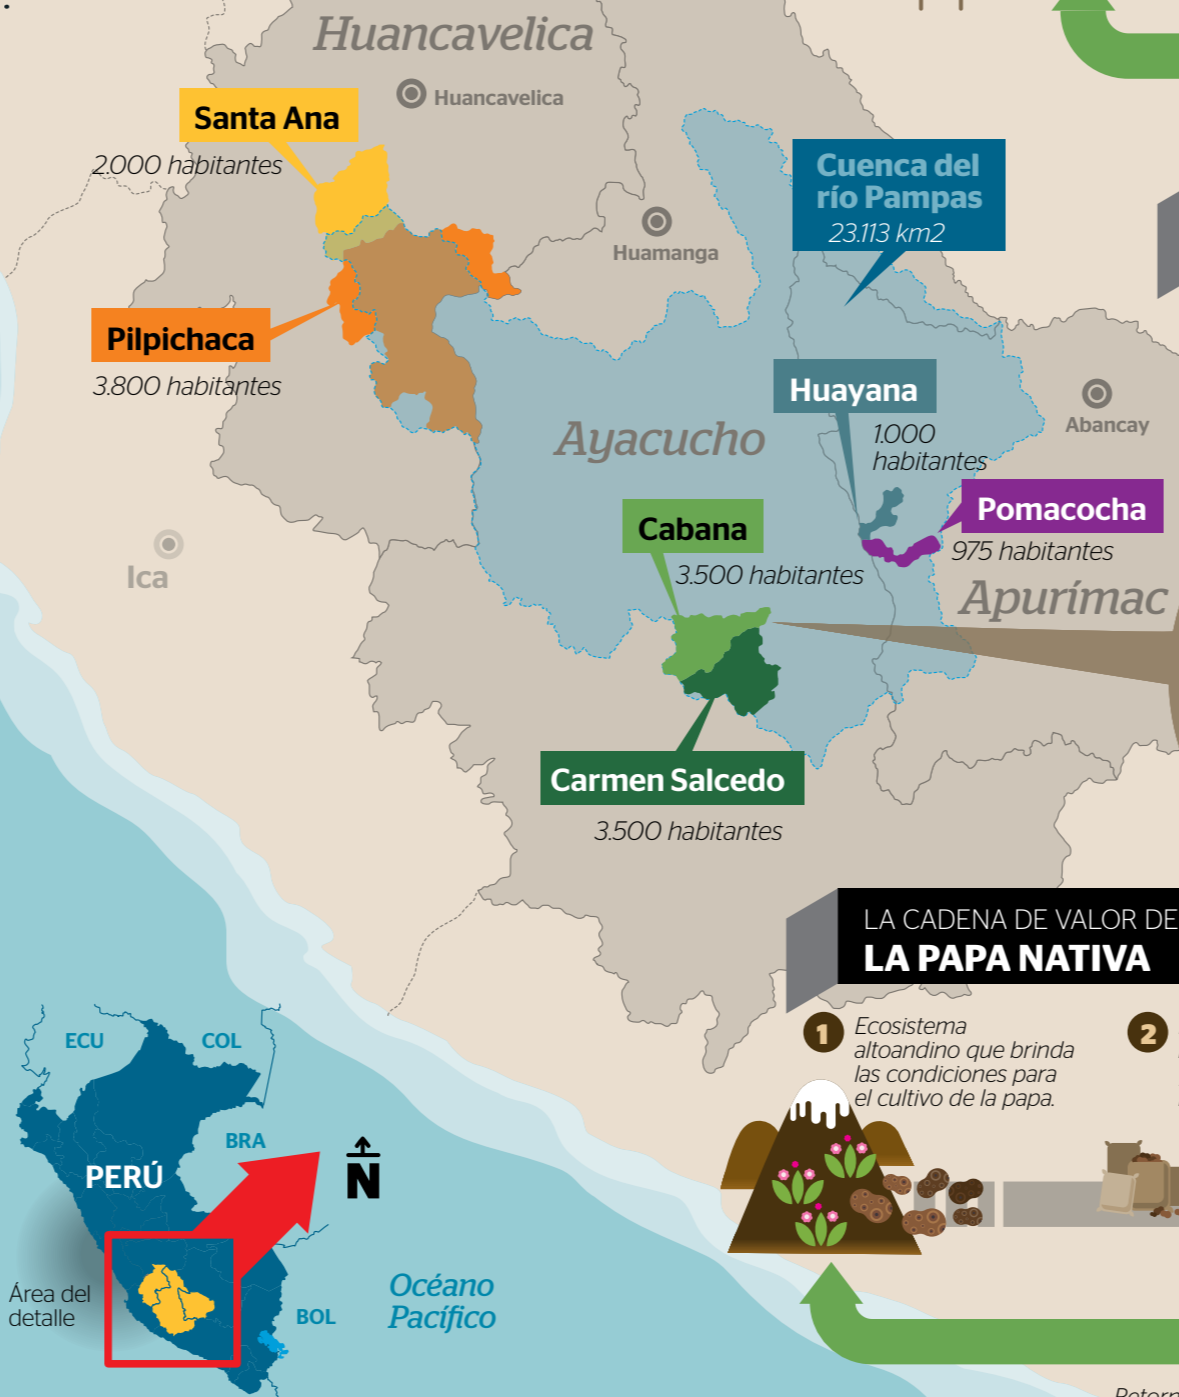 Huancavelica
Huancavelica
Santa Ana
2.000 habitantes
Cuenca del
río Pampas
23.113 km2
Huamanga
Pilpichaca
3.800 habitantes
Huayana
1.000
habitantes
Abancay
Ayacucho
Pomacocha
975 habitantes
Cabana
3.500 habitantes
Ica
Apurímac
Carmen Salcedo
3.500 habitantes
LA CADENA DE VALOR DE
LA PAPA NATIVA
1
Ecosistema
altoandino que brinda
las condiciones para
el cultivo de la papa.
2
ECU
COL
BRA
PERÚ
N
Área del
detalle
BOL
Océano
Pacífico